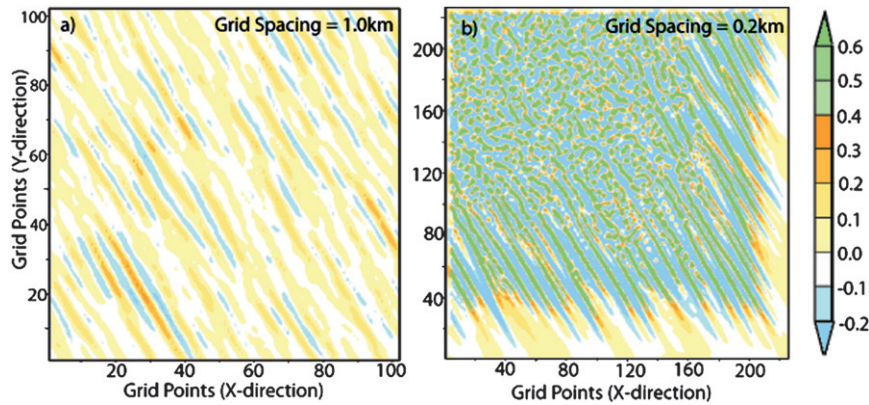 a) Grid Spacing = 1.0km
100
80
60
40
20
Grid Points (Y-direction)
20 40 60 80 100
Grid Points (X-direction)
b) Grid Spacing = 0.2km
220
160
120
80
40
40 80 120 160 200
Grid Points (X-direction)
0.6
0.5
0.4
0.3
0.2
0.1
0.0
-0.1
-0.2